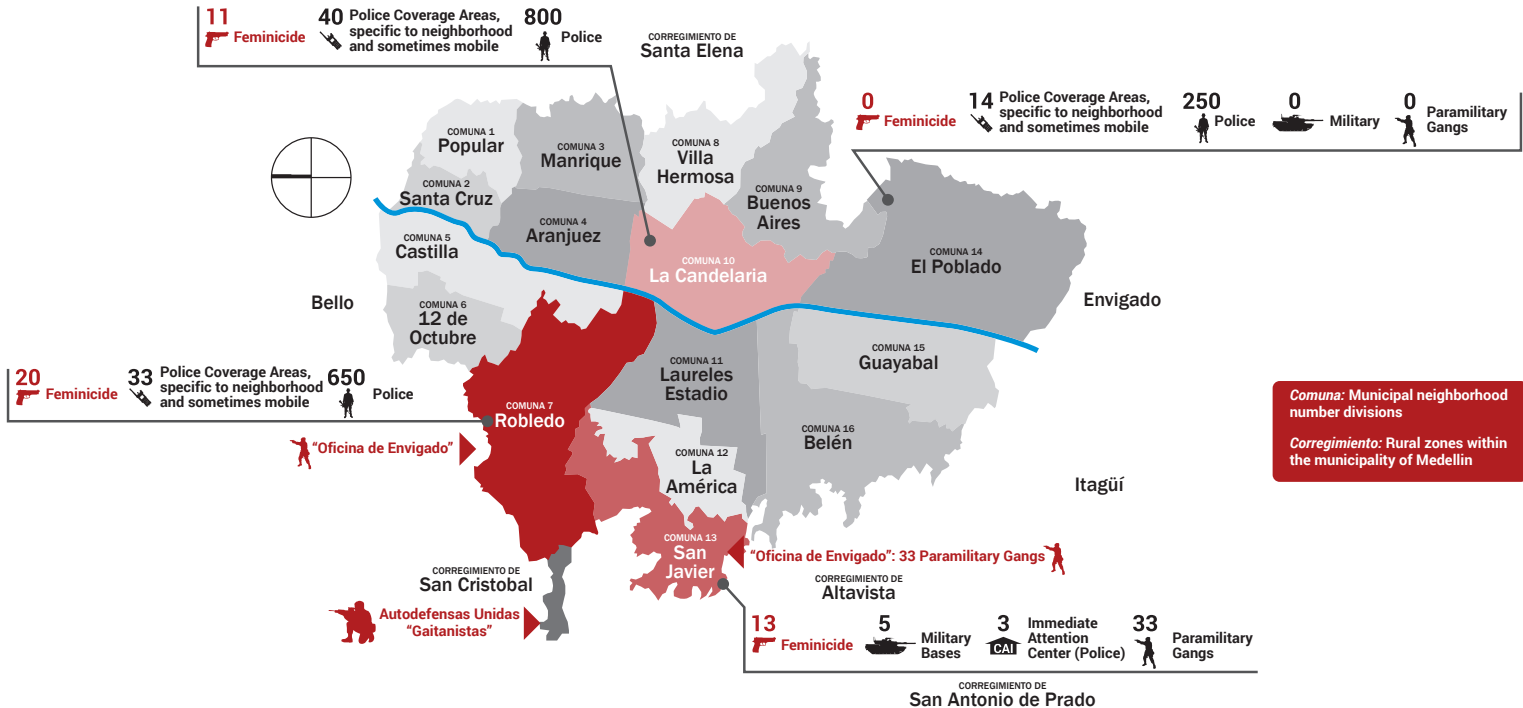 11
Feminicide
40
Police Coverage Areas,
specific to neighborhood
and sometimes mobile
800
Police
CORREGIMIENTO DE
Santa Elena
0
Feminicide
14
Police Coverage Areas,
specific to neighborhood
and sometimes mobile
250
Police
0
Military
0
Paramilitary
Gangs
COMUNA 1
Popular
COMUNA 3
Manrique
COMUNA 8
Villa
Hermosa
COMUNA 2
Santa Cruz
COMUNA 9
Buenos
Aires
COMUNA 4
Aranjuez
COMUNA 5
Castilla
COMUNA 10
La Candelaria
COMUNA 14
El Poblado
Bello
COMUNA 6
12 de
Octubre
Envigado
COMUNA 15
Guayabal
COMUNA 11
Laureles
Estadio
20
Feminicide
33
Police Coverage Areas,
specific to neighborhood
and sometimes mobile
650
Police
COMUNA 7
Robledo
"Oficina de Envigado"
COMUNA 16
Belén
COMUNA 12
La
América
Comuna: Municipal neighborhood
number divisions
Corregimiento: Rural zones within
the municipality of Medellin
Itagüí
COMUNA 13
San
Javier
"Oficina de Envigado": 33 Paramilitary Gangs
CORREGIMIENTO DE
San Cristobal
CORREGIMIENTO DE
Altavista
Autodefensas Unidas
"Gaitanistas"
13
Feminicide
5
Military
Bases
3
CAI
Immediate
Attention
Center (Police)
33
Paramilitary
Gangs
CORREGIMIENTO DE
San Antonio de Prado